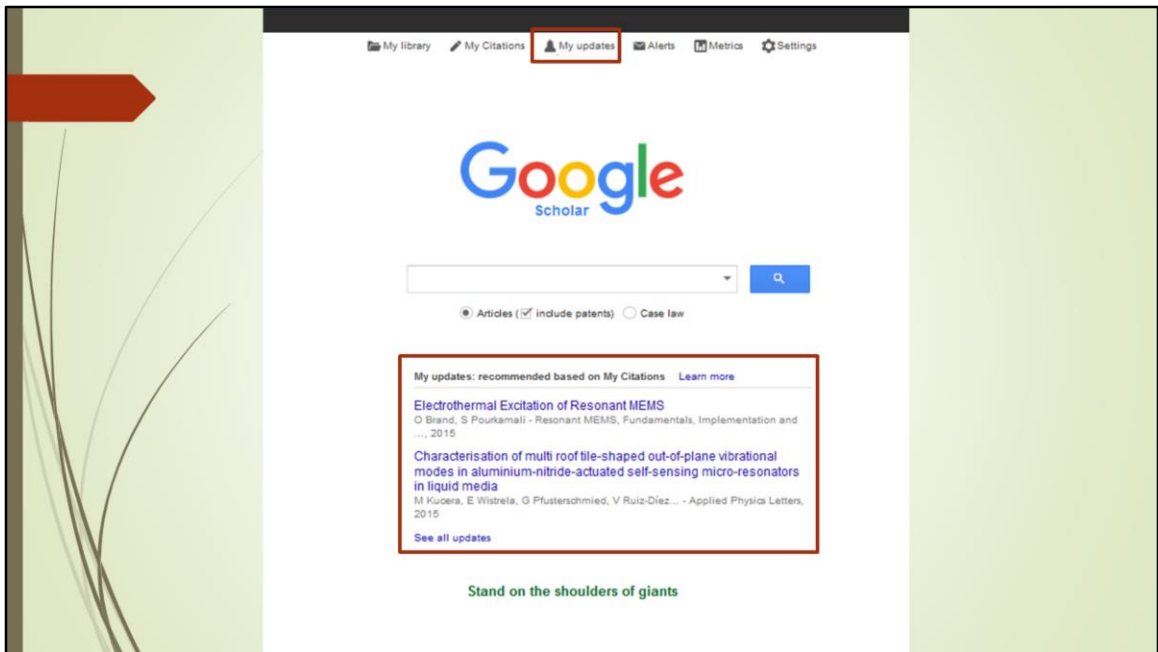 My library My Citations My updates Alerts Metrics Settings
Google
Scholar
Articles ( include patents) Case law
My updates: recommended based on My Citations Learn more
Electrothermal Excitation of Resonant MEMS
O Brand, S Pourkamali - Resonant MEMS, Fundamentals, Implementation and
..., 2015
Characterisation of multi roof tile-shaped out-of-plane vibrational
modes in aluminium-nitride-actuated self-sensing micro-resonators
in liquid media
M Kucera, E Wistrela, G Pfusterschmied, V Ruiz-Díez... - Applied Physics Letters,
2015
See all updates
Stand on the shoulders of giants